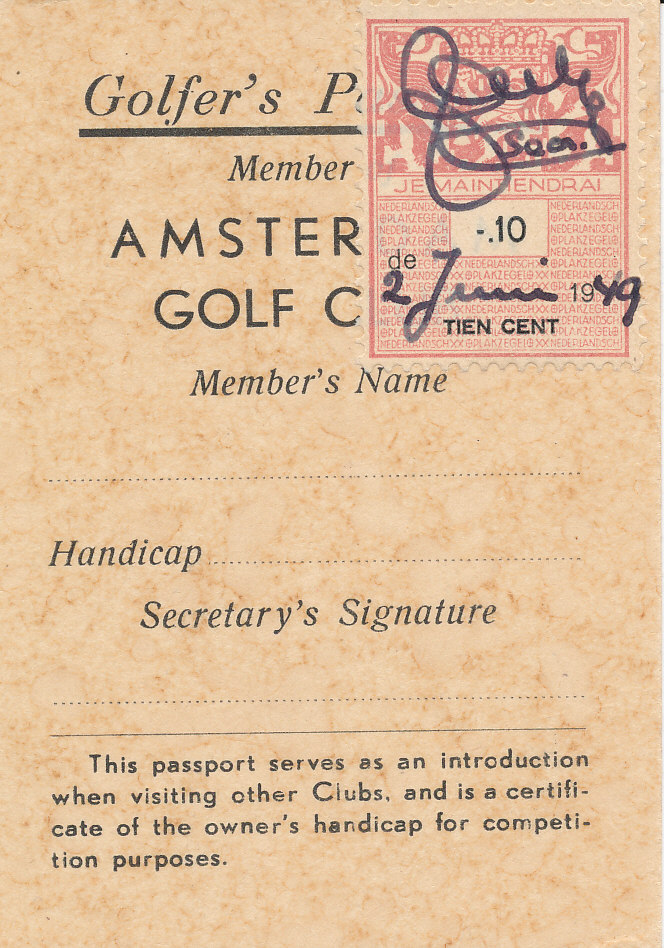 Golfer's P
Member
AMSTER
GOLF C
JE MAINTIENDRAI
-.10
de
2 Juni 1949
TIEN CENT
Member's Name
Handicap
Secretary's Signature
This passport serves as an introduction
when visiting other Clubs, and is a certifi-
cate of the owner's handicap for competi-
tion purposes.